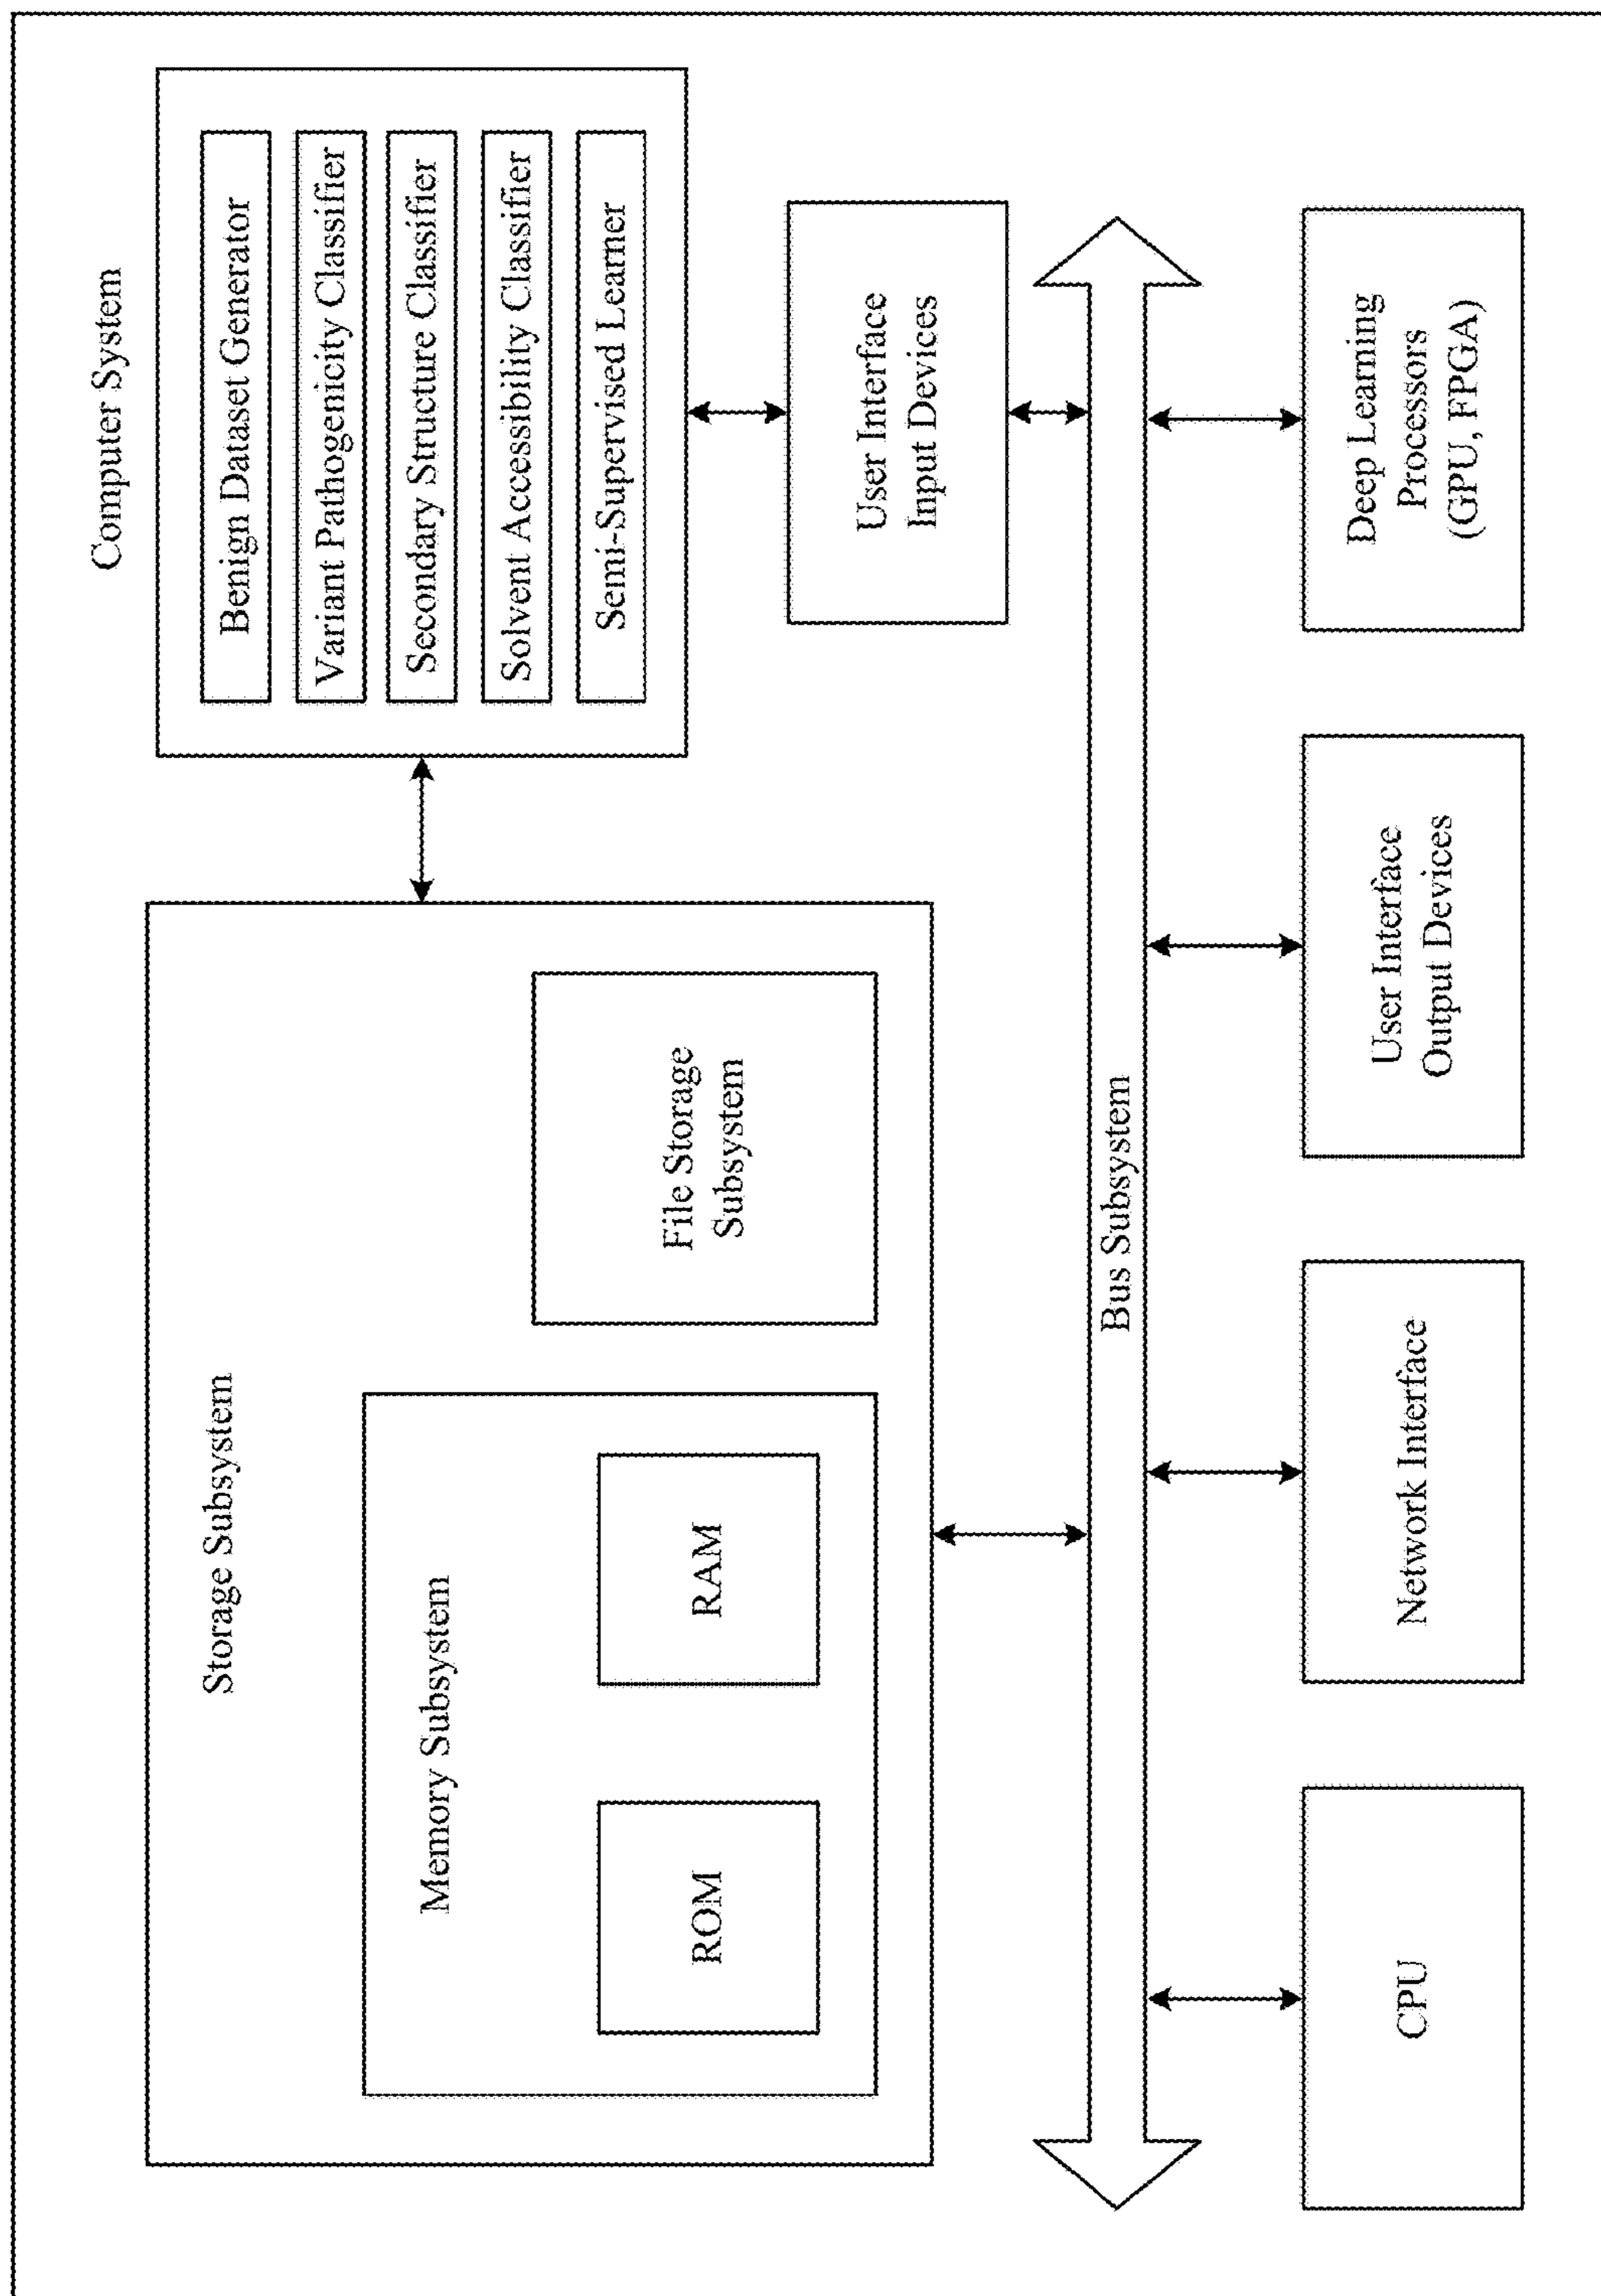 Computer System
Storage Subsystem
Benign Dataset Generator
Variant Pathogenicity Classifier
Secondary Structure Classifier
Solvent Accessibility Classifier
Semi-Supervised Learner
Memory Subsystem
ROM
RAM
File Storage
Subsystem
User Interface
Input Devices
Bus Subsystem
CPU
Network Interface
User Interface
Output Devices
Deep Learning
Processors
(GPU, FPGA)